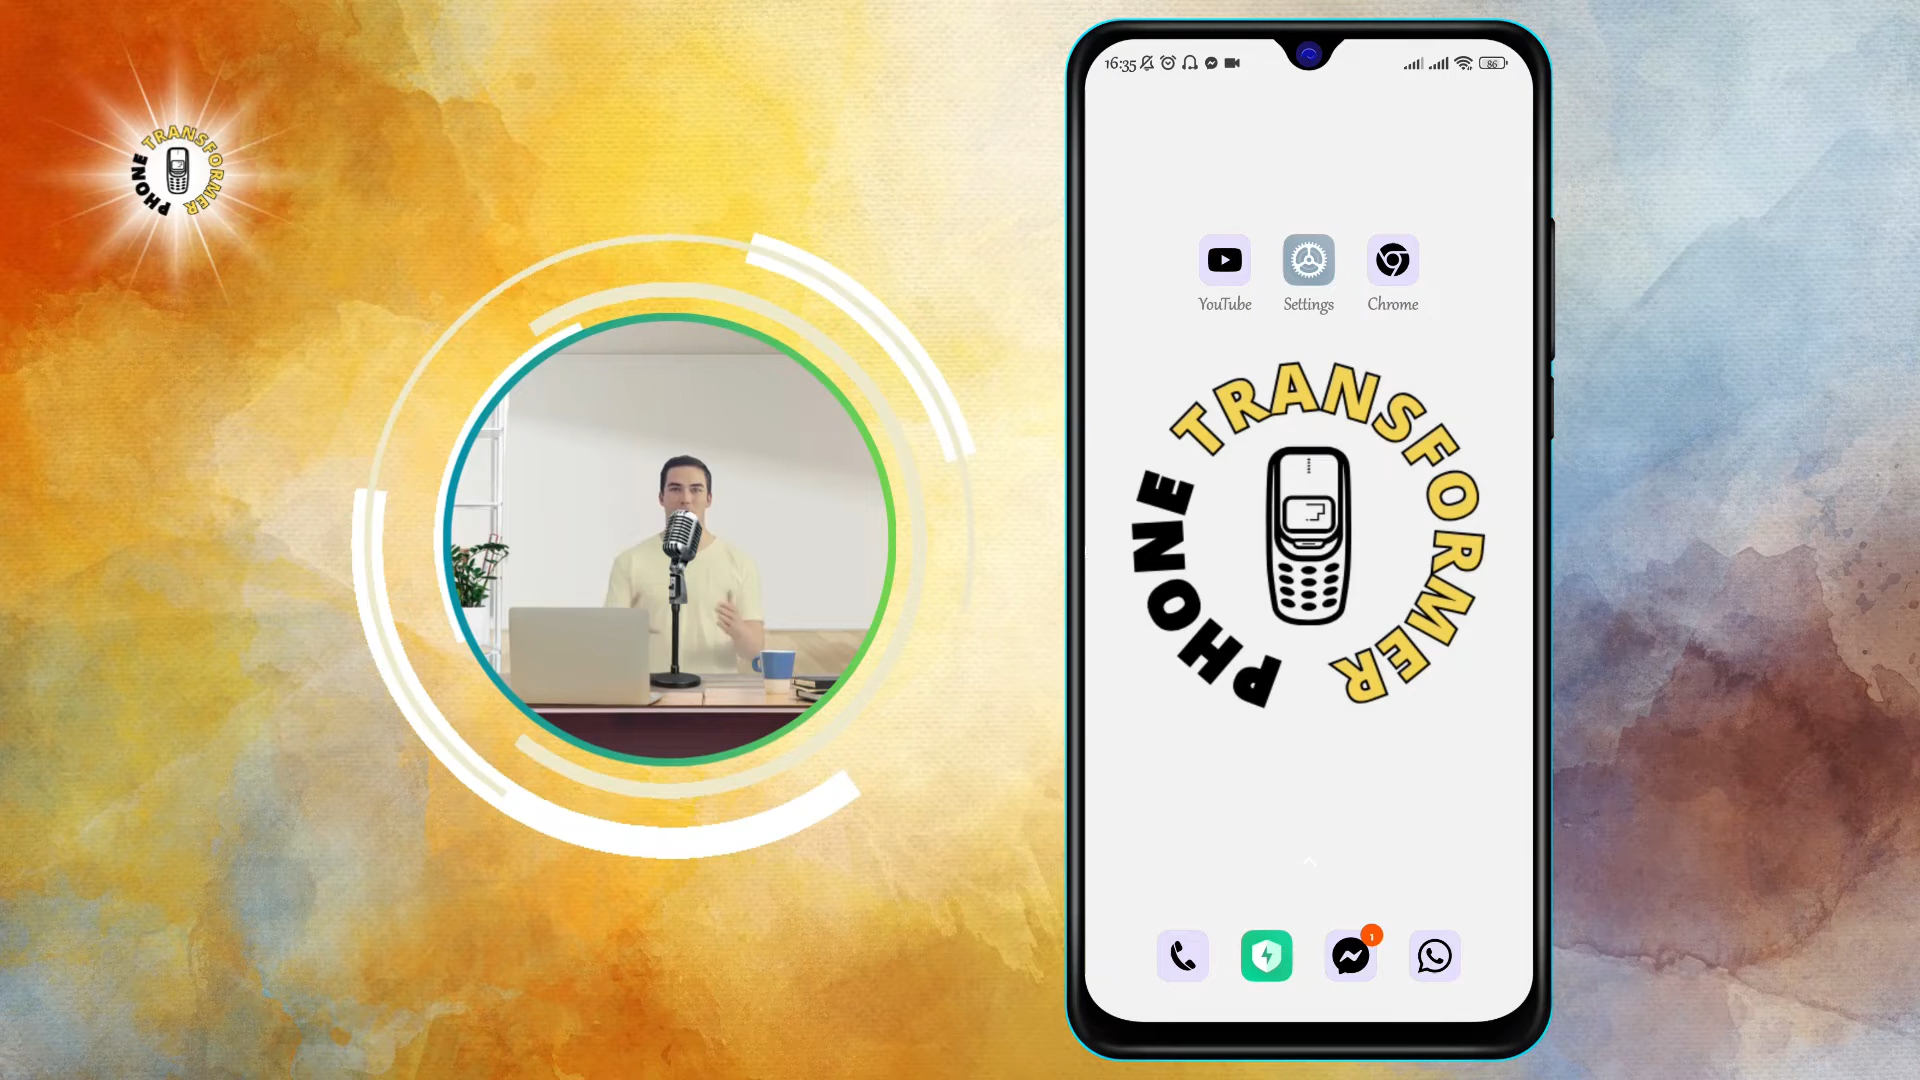 PHONE TRANSFORMER
16:35
86
YouTube Settings Chrome
PHONE TRANSFORMER
1